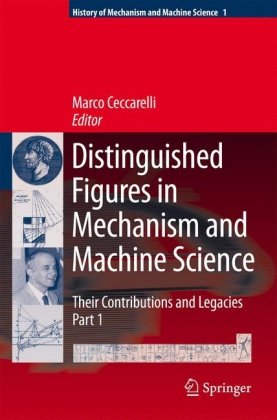 History of Mechanism and Machine Science 1
Marco Ceccarelli
Editor
Distinguished
Figures in
Mechanism and
Machine Science
Their Contributions and Legacies
Part 1
Springer